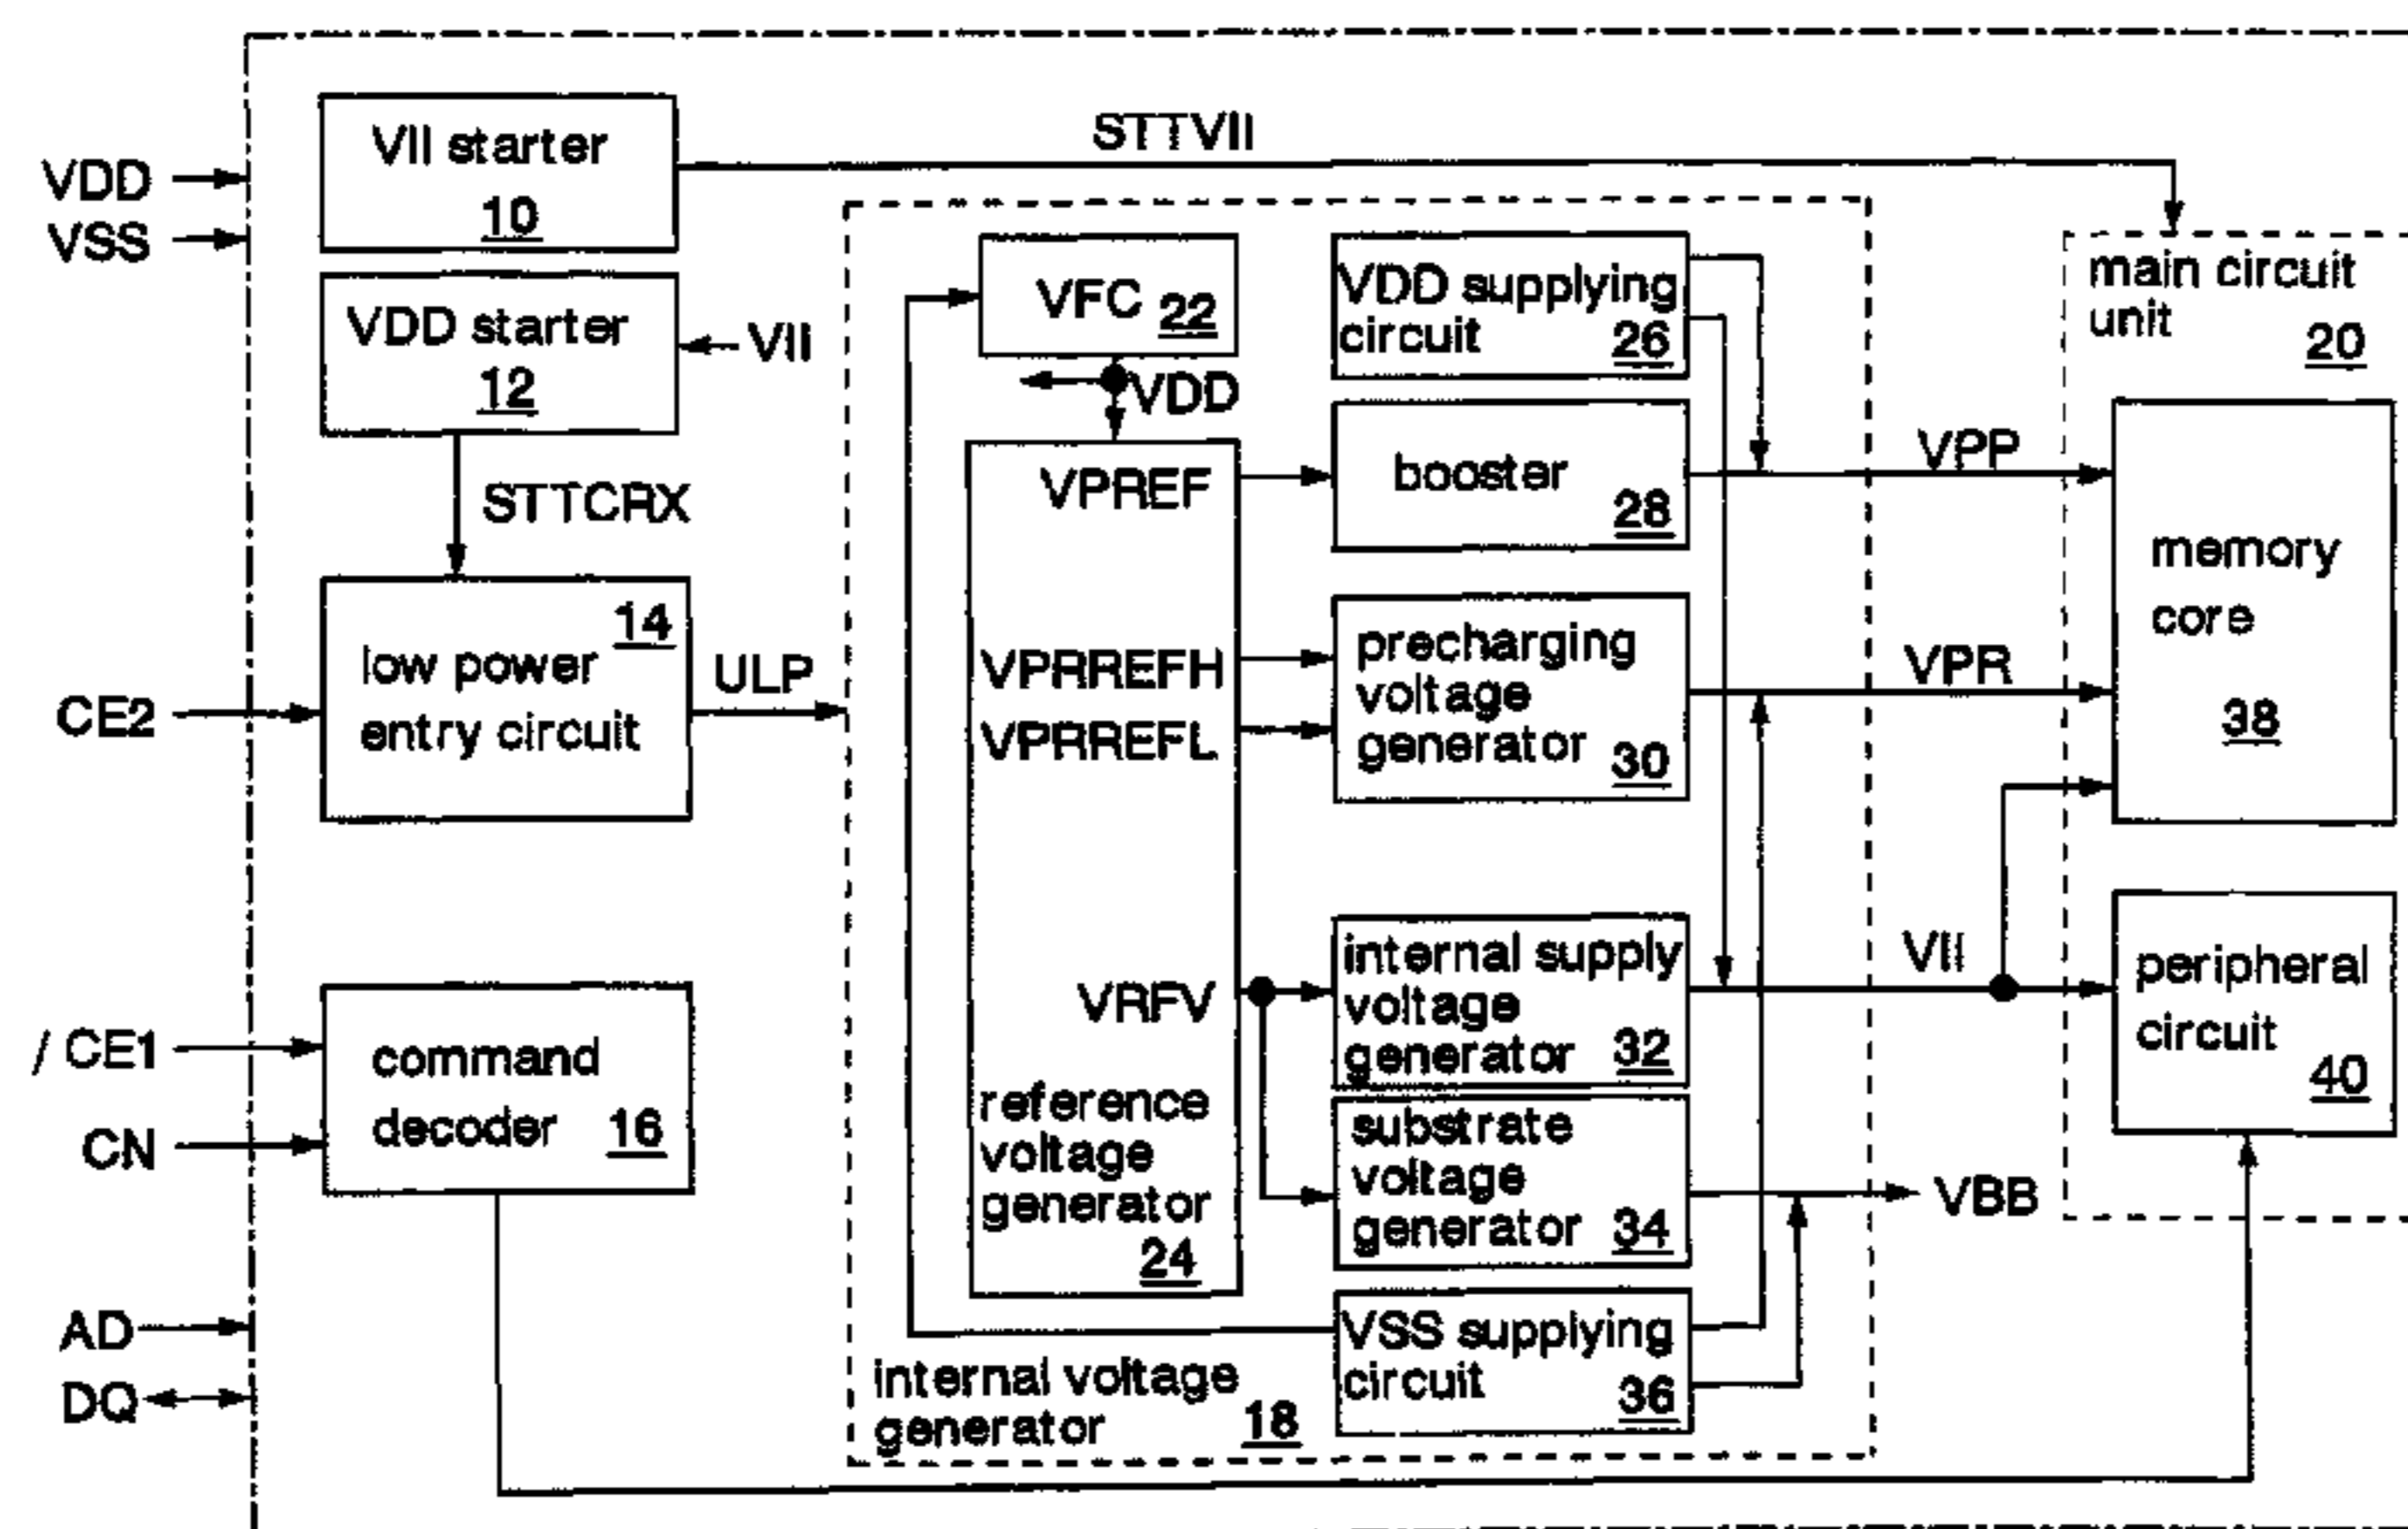 VII starter
10
STTVII
VDD
VSS
VDD starter
12
VII
STTCRX
14
low power
entry circuit
CE2
ULP
/ CE1
CN
command
decoder 16
AD
DQ
VFC 22
VDD
VPREF
VPRREFH
VPRREFL
VRFV
reference
voltage
generator
24
internal voltage
generator 18
VDD supplying
circuit 26
booster
28
precharging
voltage
generator 30
internal supply
voltage
generator 32
substrate
voltage
generator 34
VSS supplying
circuit 36
VPP
VPR
VII
VBB
main circuit
unit 20
memory
core
38
peripheral
circuit
40